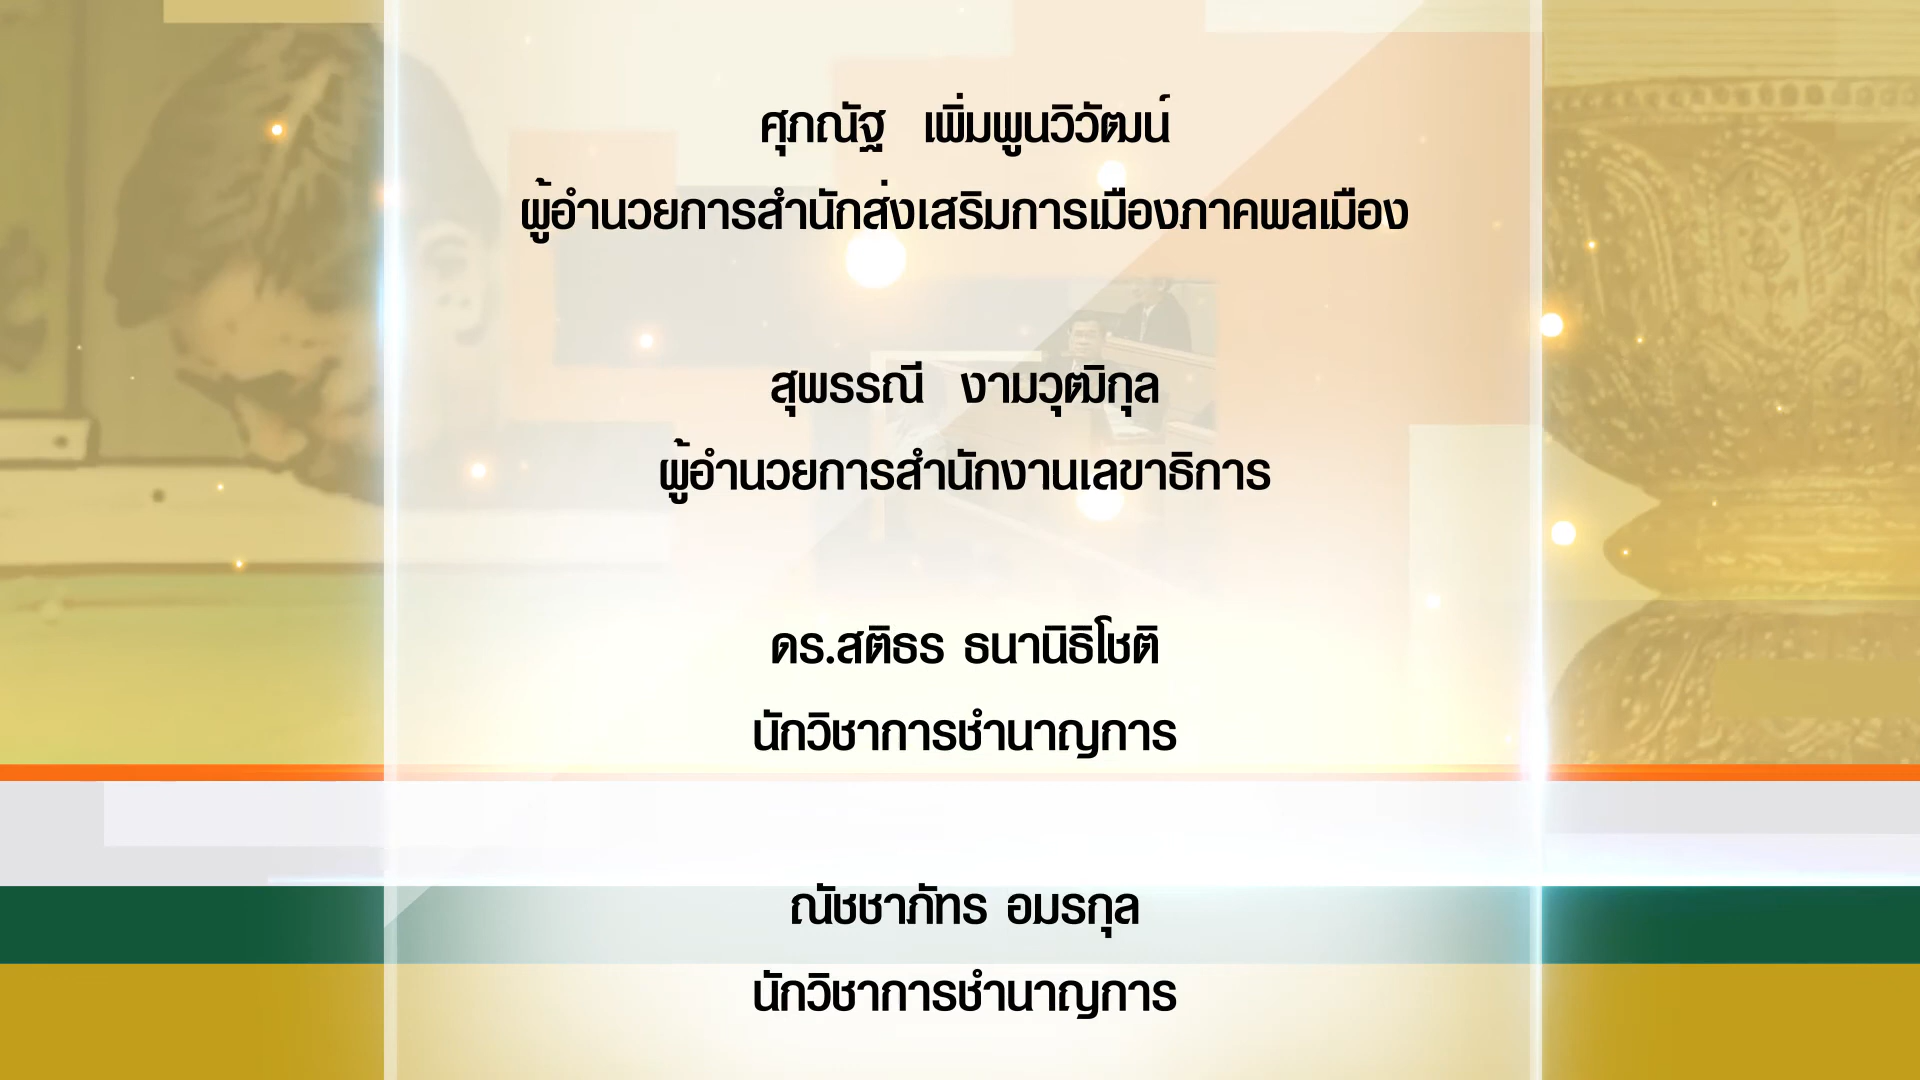 ศุภณัฐ  เพิ่มพูนวิวัฒน์
ผู้อำนวยการสำนักส่งเสริมการเมืองภาคพลเมือง
สุพรรณี  งามวุฒิกุล
ผู้อำนวยการสำนักงานเลขาธิการ
ดร.สติธร ธนานิธิโชติ
นักวิชาการชำนาญการ
ณัชชาภัทร อมรกุล
นักวิชาการชำนาญการ